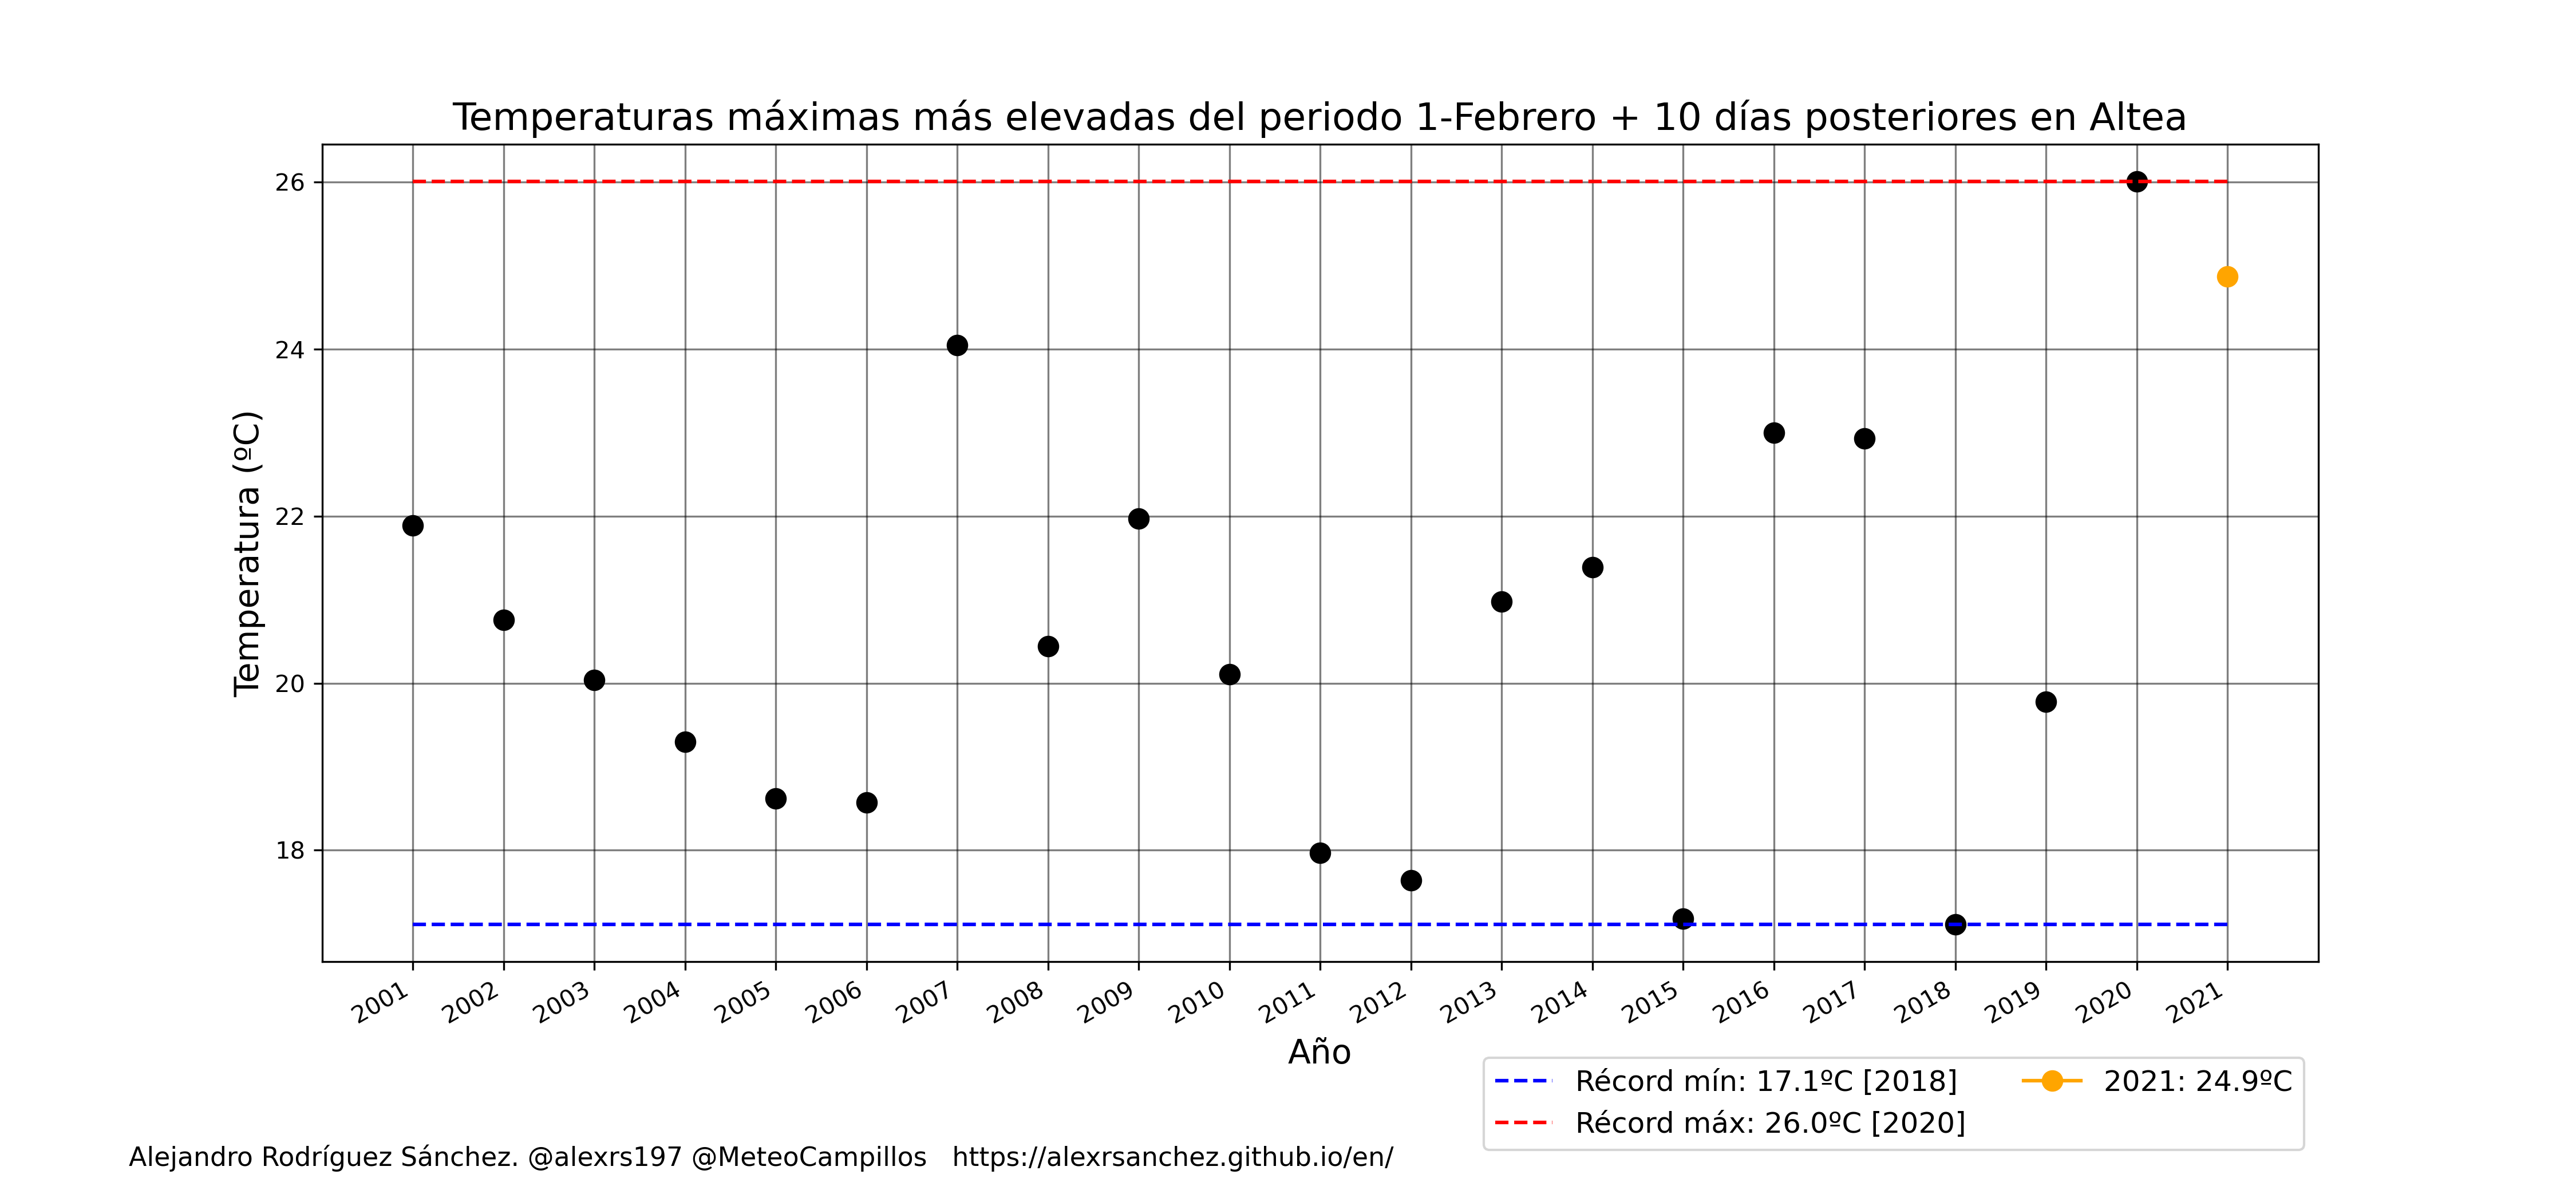 Temperaturas máximas más elevadas del periodo 1-Febrero + 10 días posteriores en Altea
Temperatura (ºC)
26
24
22
20
18
2001 2002 2003 2004 2005 2006 2007 2008 2009 2010 2011 2012 2013 2014 2015 2016 2017 2018 2019 2020 2021
Año
Récord mín: 17.1ºC [2018]
Récord máx: 26.0ºC [2020]
2021: 24.9ºC
Alejandro Rodríguez Sánchez. @alexrs197 @MeteoCampillos https://alexrsanchez.github.io/en/